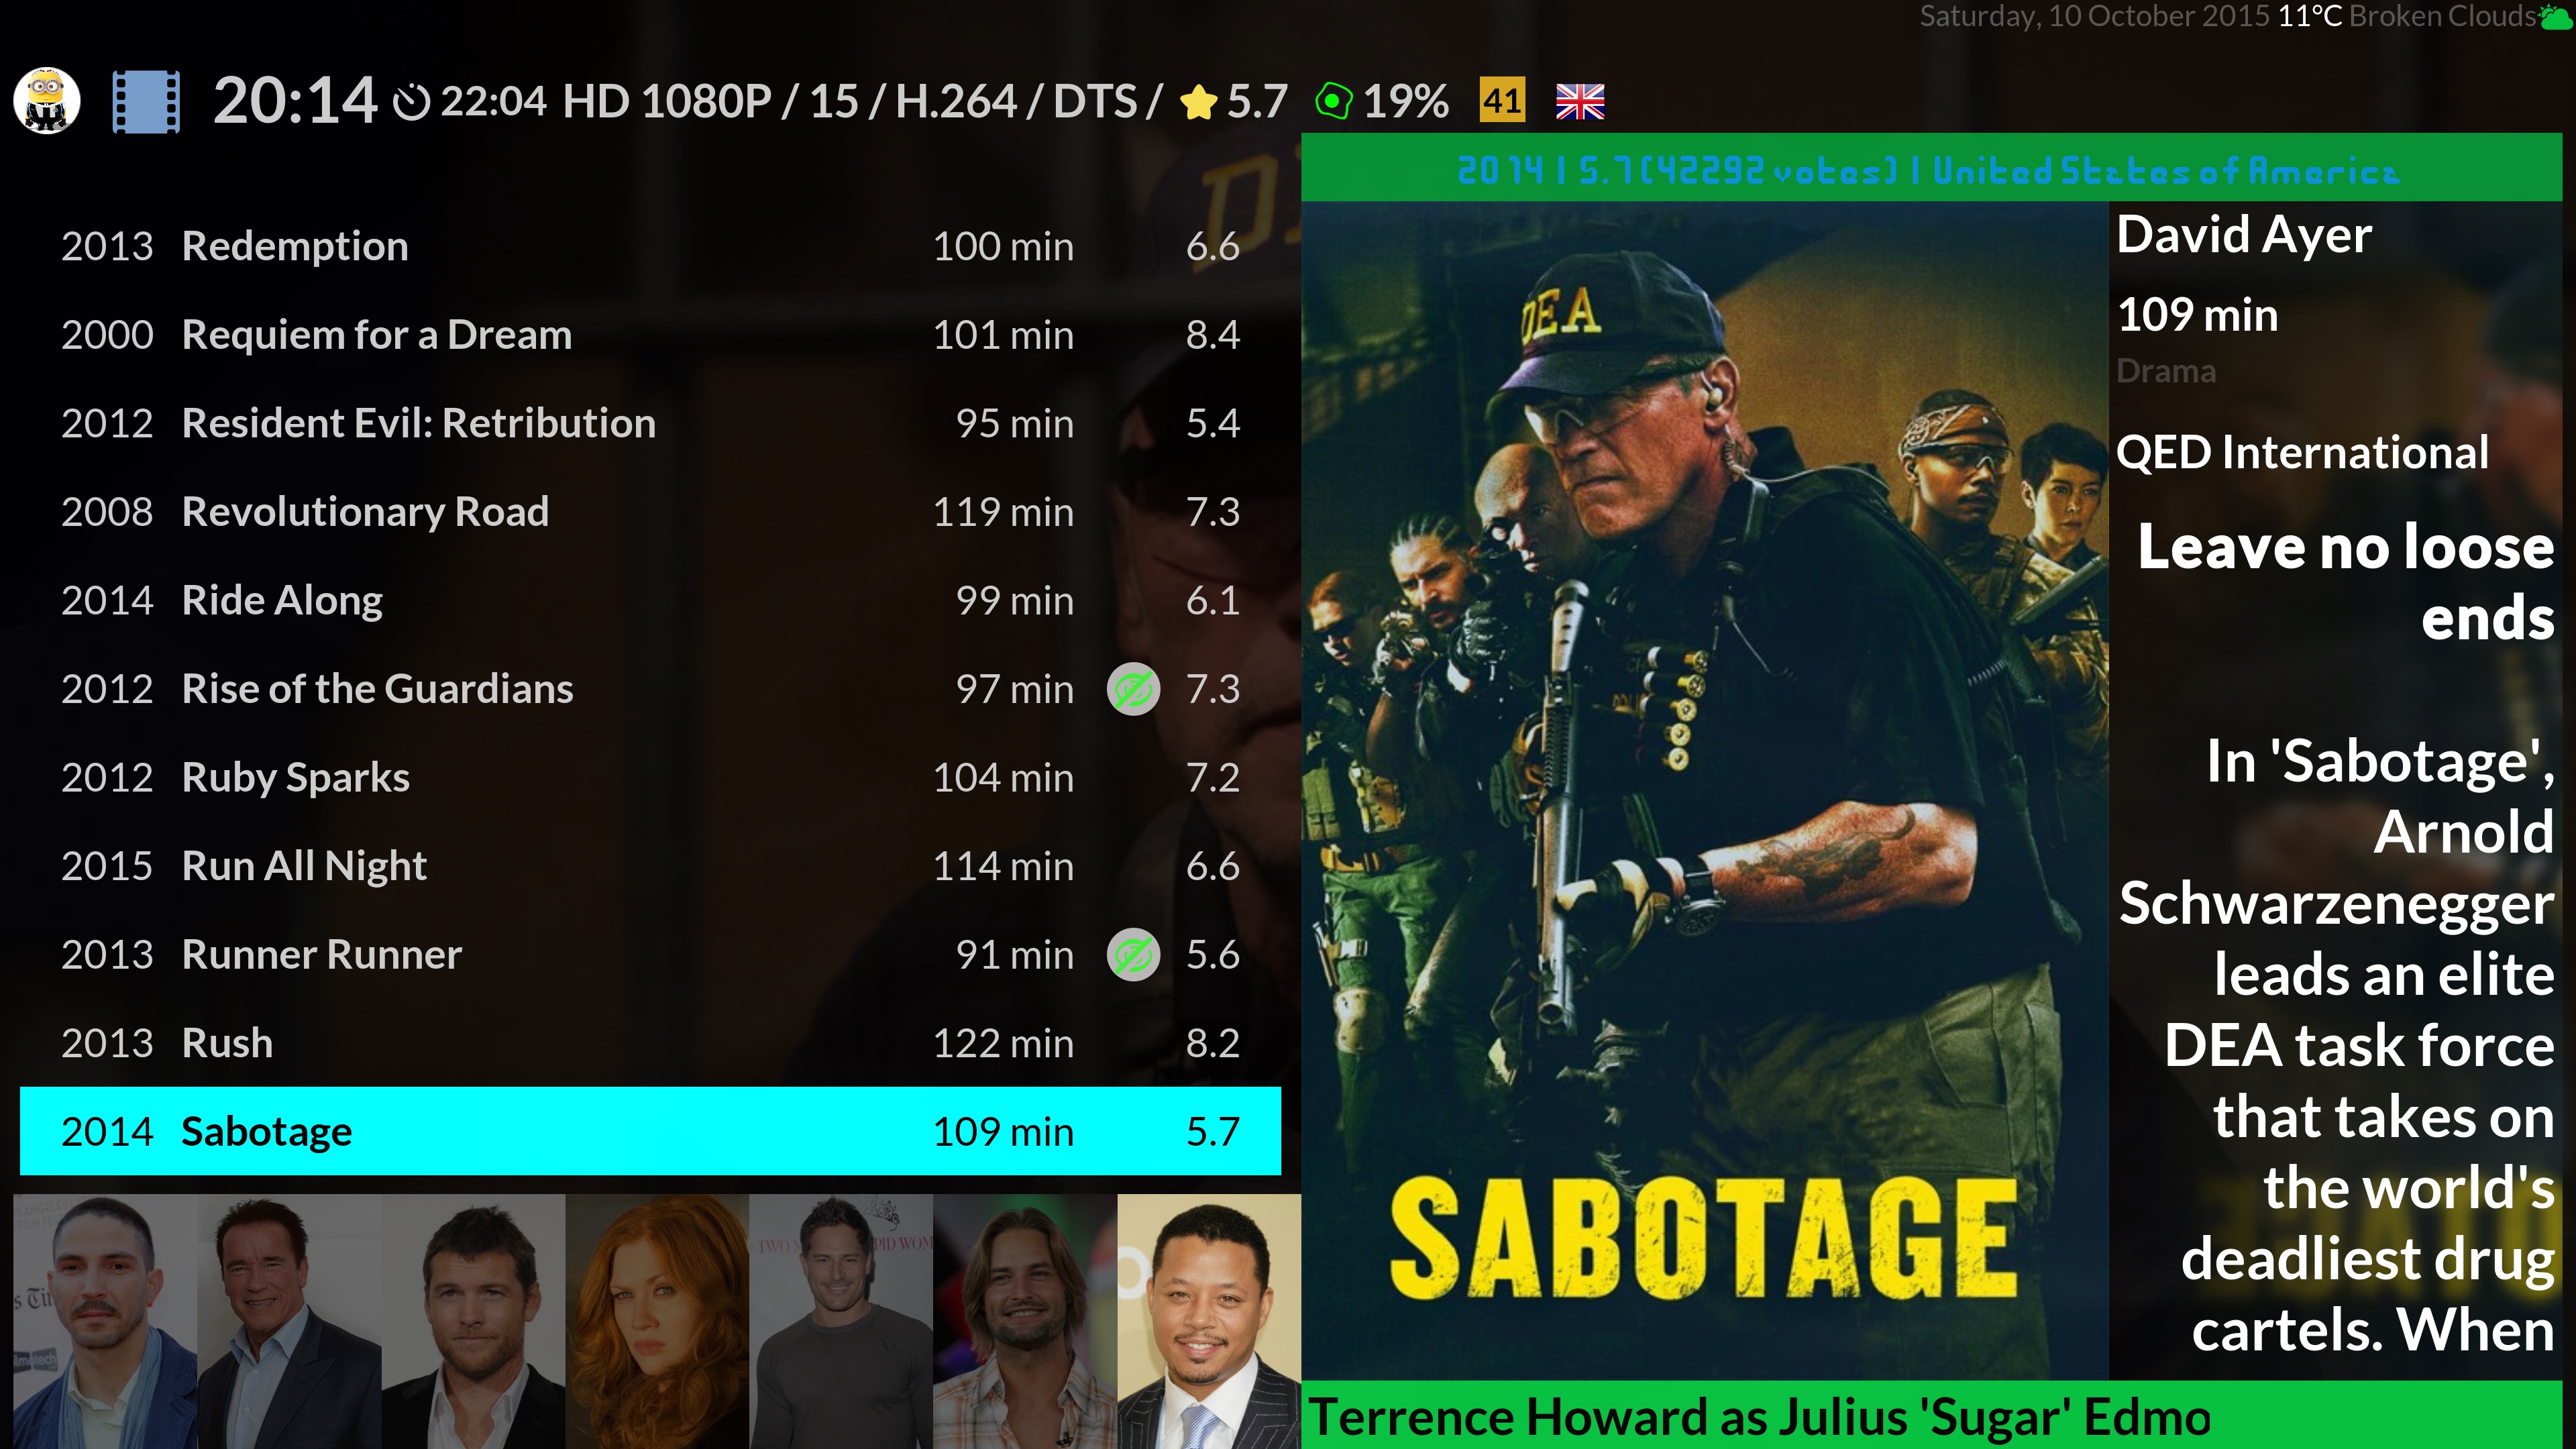 Saturday, 10 October 2015 11°C Broken Clouds
20:14 22:04 HD 1080P / 15 / H.264 / DTS / 5.7 19% 41
2014 | 5.7 (42292 votes) | United States of America
2013 Redemption 100 min 6.6
2000 Requiem for a Dream 101 min 8.4
2012 Resident Evil: Retribution 95 min 5.4
2008 Revolutionary Road 119 min 7.3
2014 Ride Along 99 min 6.1
2012 Rise of the Guardians 97 min 7.3
2012 Ruby Sparks 104 min 7.2
2015 Run All Night 114 min 6.6
2013 Runner Runner 91 min 5.6
2013 Rush 122 min 8.2
2014 Sabotage 109 min 5.7
DEA
SABOTAGE
David Ayer
109 min
Drama
QED International
Leave no loose
ends
In 'Sabotage',
Arnold
Schwarzenegger
leads an elite
DEA task force
that takes on
the world's
deadliest drug
cartels. When
Terrence Howard as Julius 'Sugar' Edmo